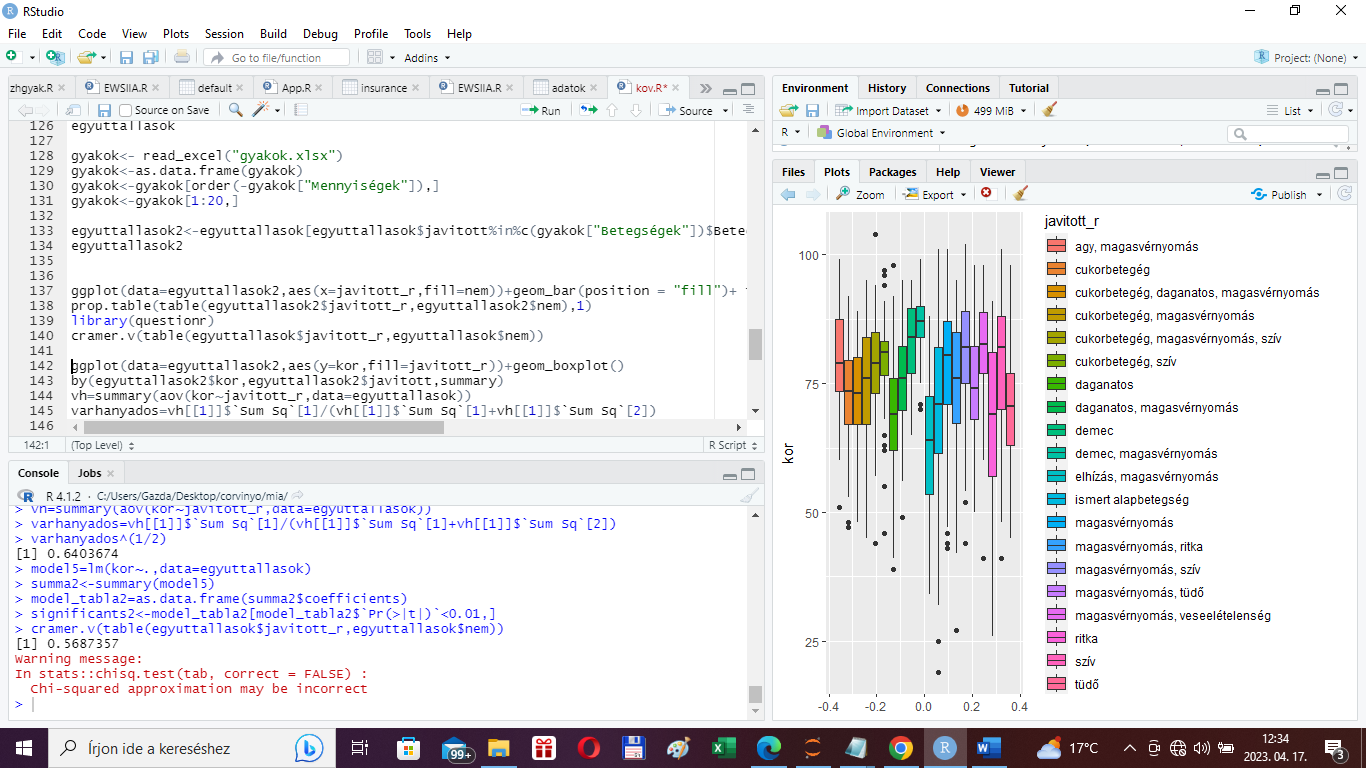 RStudio
File Edit Code View Plots Session Build Debug Profile Tools Help
Go to file/function Addins Project: (None)
zhgyak.R EWSIIA.R default App.R insurance EWSIIA.R adatok kov.R*
Source on Save Run Source
126 egyuttallasok
127
128 gyakok<- read_excel("gyakok.xlsx")
129 gyakok<-as.data.frame(gyakok)
130 gyakok<-gyakok[order(-gyakok["Mennyiségek"]),]
131 gyakok<-gyakok[1:20,]
132
133 egyuttallasok2<-egyuttallasok[egyuttallasok$javitott%in%c(gyakok["Betegségek"])$Bete
134 egyuttallasok2
135
136
137 ggplot(data=egyuttallasok2,aes(x=javitott_r,fill=nem))+geom_bar(position = "fill")+
138 prop.table(table(egyuttallasok2$javitott_r,egyuttallasok2$nem),1)
139 library(questionr)
140 cramer.v(table(egyuttallasok$javitott_r,egyuttallasok$nem))
141
142 ggplot(data=egyuttallasok2,aes(y=kor,fill=javitott_r))+geom_boxplot()
143 by(egyuttallasok2$kor,egyuttallasok2$javitott,summary)
144 vh=summary(aov(kor~javitott_r,data=egyuttallasok))
145 varhanyados=vh[[1]]$`Sum Sq`[1]/(vh[[1]]$`Sum Sq`[1]+vh[[1]]$`Sum Sq`[2])
146
142:1 (Top Level) R Script
Console Jobs
R 4.1.2 · C:/Users/Gazda/Desktop/corvinyo/mia/
> vh=summary(aov(kor~javitott_r,data=egyuttallasok))
> varhanyados=vh[[1]]$`Sum Sq`[1]/(vh[[1]]$`Sum Sq`[1]+vh[[1]]$`Sum Sq`[2])
> varhanyados^(1/2)
[1] 0.6403674
> model5=lm(kor~.,data=egyuttallasok)
> summa2<-summary(model5)
> model_tabla2=as.data.frame(summa2$coefficients)
> significants2<-model_tabla2[model_tabla2$`Pr(>|t|)`<0.01,]
> cramer.v(table(egyuttallasok$javitott_r,egyuttallasok$nem))
[1] 0.5687357
Warning message:
In stats::chisq.test(tab, correct = FALSE) :
Chi-squared approximation may be incorrect
>
Environment History Connections Tutorial
Import Dataset 499 MiB List
R Global Environment
Files Plots Packages Help Viewer
Zoom Export Publish
100
75
50
25
kor
-0.4 -0.2 0.0 0.2 0.4
javitott_r
agy, magasvérnyomás
cukorbetegég
cukorbetegég, daganatos, magasvérnyomás
cukorbetegég, magasvérnyomás
cukorbetegég, magasvérnyomás, szív
cukorbetegég, szív
daganatos
daganatos, magasvérnyomás
demec
demec, magasvérnyomás
elhízás, magasvérnyomás
ismert alapbetegség
magasvérnyomás
magasvérnyomás, ritka
magasvérnyomás, szív
magasvérnyomás, tüdő
magasvérnyomás, veseelételenség
ritka
szív
tüdő
Írjon ide a kereséshez
99+
17°C
12:34
2023. 04. 17.
3